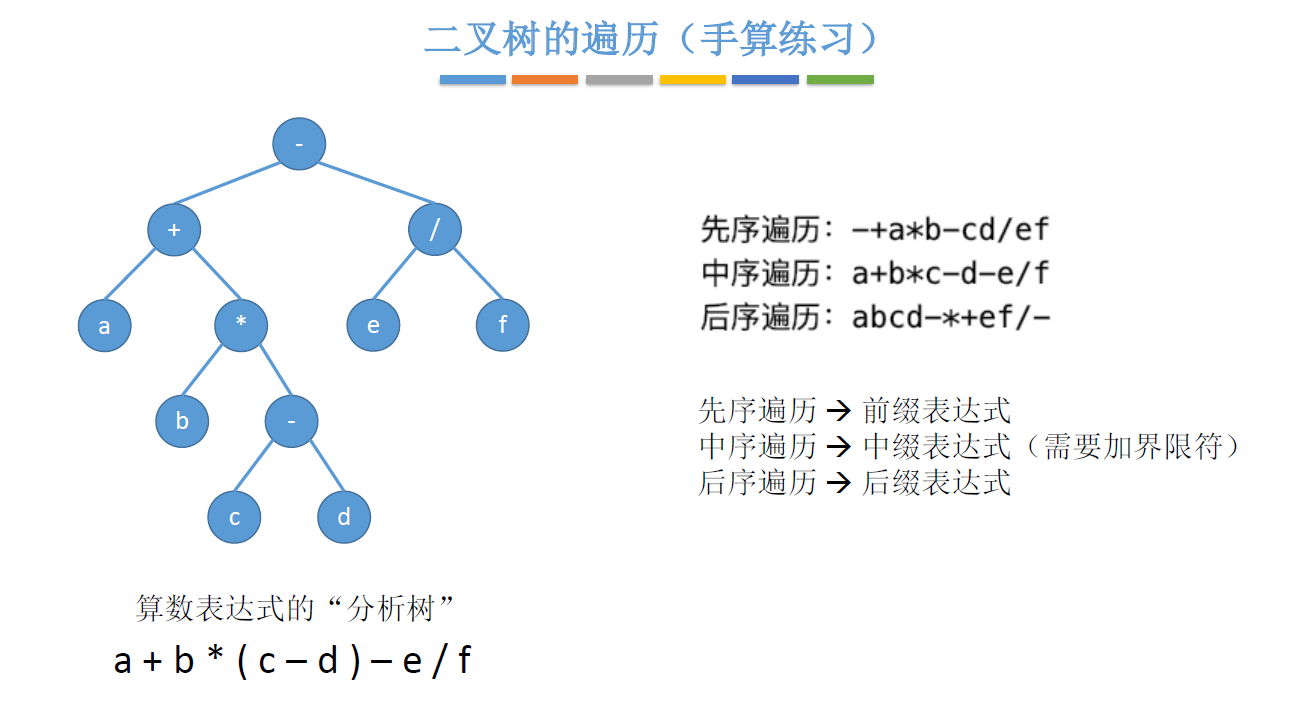 二叉树的遍历（手算练习）
-
+
/
a
*
e
f
b
-
c
d
先序遍历：-+a*b-cd/ef
中序遍历：a+b*c-d-e/f
后序遍历：abcd-*+ef/-
先序遍历 → 前缀表达式
中序遍历 → 中缀表达式（需要加界限符）
后序遍历 → 后缀表达式
算数表达式的“分析树”
a + b * ( c – d ) – e / f